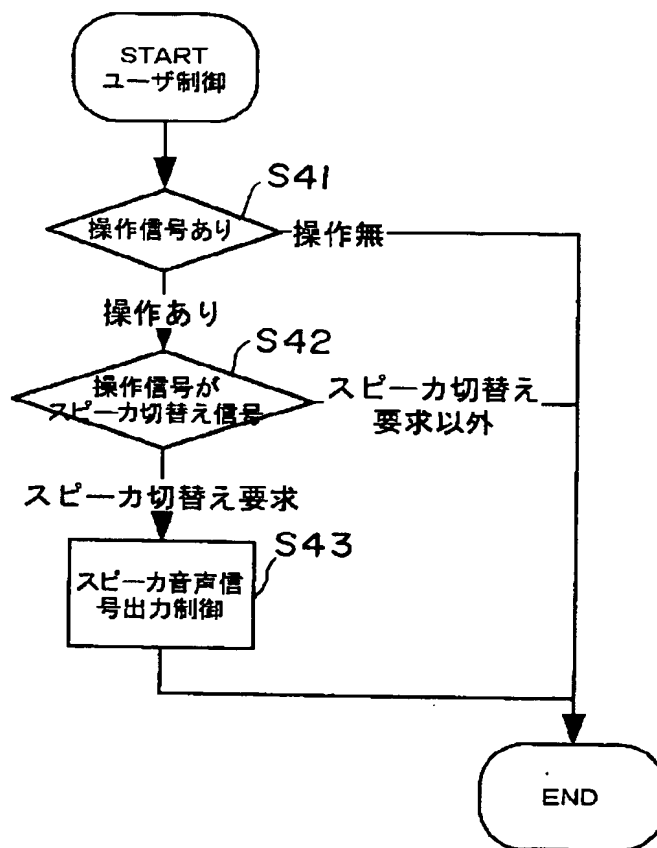 START
ユーザ制御
S41
操作信号あり
操作無
操作あり
S42
操作信号が
スピーカ切替え信号
スピーカ切替え
要求以外
スピーカ切替え要求
S43
スピーカ音声信
号出力制御
END